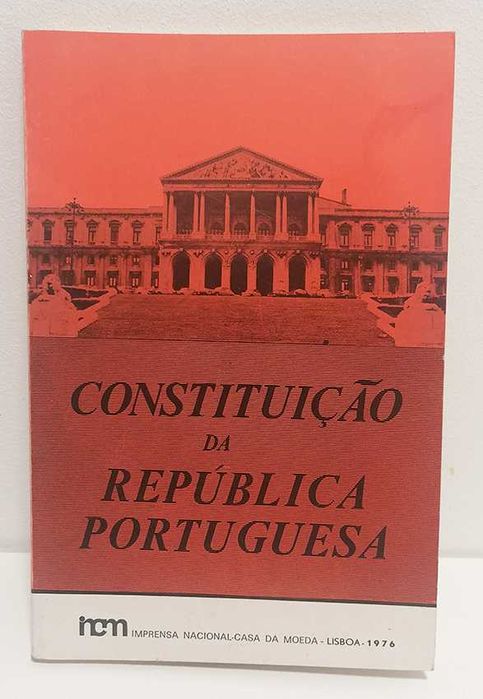 CONSTITUIÇÃO
DA
REPÚBLICA
PORTUGUESA
incm IMPRENSA NACIONAL-CASA DA MOEDA - LISBOA - 1976